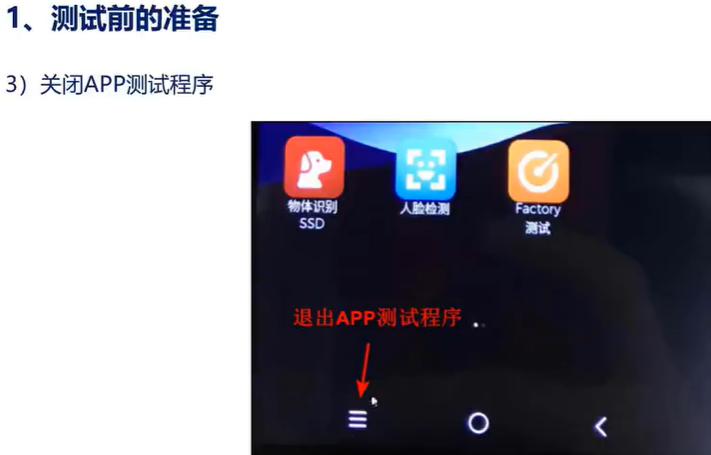 1、测试前的准备
3）关闭APP测试程序
物体识别
SSD
人脸检测
Factory
测试
退出APP测试程序